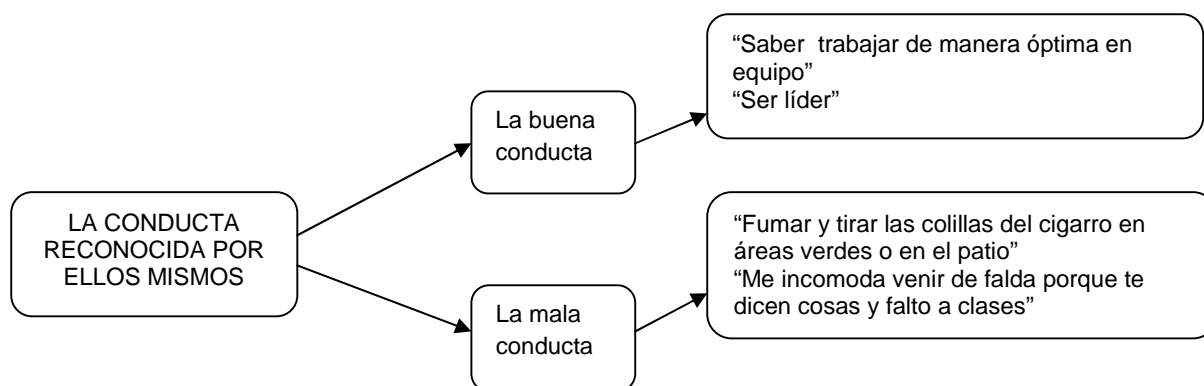 LA CONDUCTA
RECONOCIDA POR
ELLOS MISMOS
La buena
conducta
“Saber  trabajar de manera óptima en
equipo”
“Ser líder”
La mala
conducta
“Fumar y tirar las colillas del cigarro en
áreas verdes o en el patio”
“Me incomoda venir de falda porque te
dicen cosas y falto a clases”